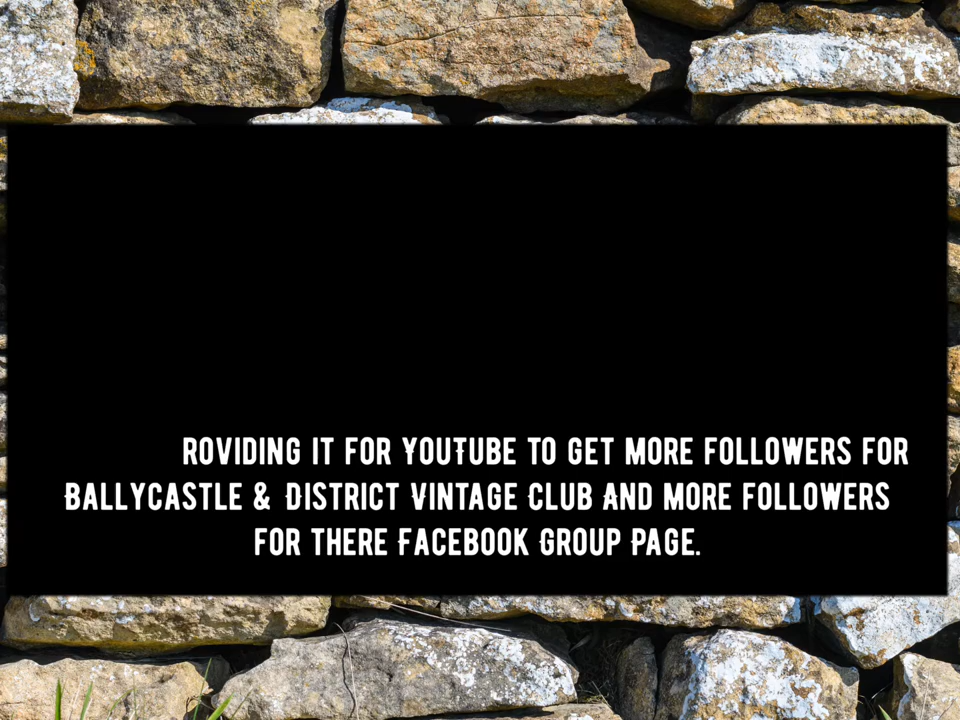 roviding it for YouTube to get more followers for
Ballycastle & District Vintage Club And more followers
for there Facebook Group Page.